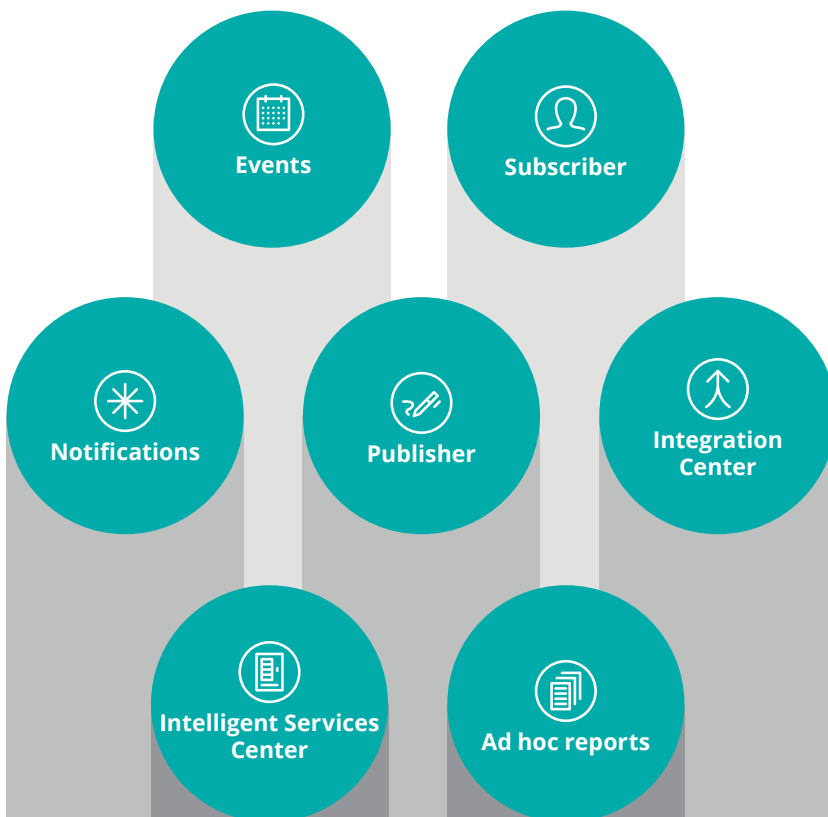 Events
Subscriber
Notifications
Publisher
Integration
Center
Intelligent Services
Center
Ad hoc reports